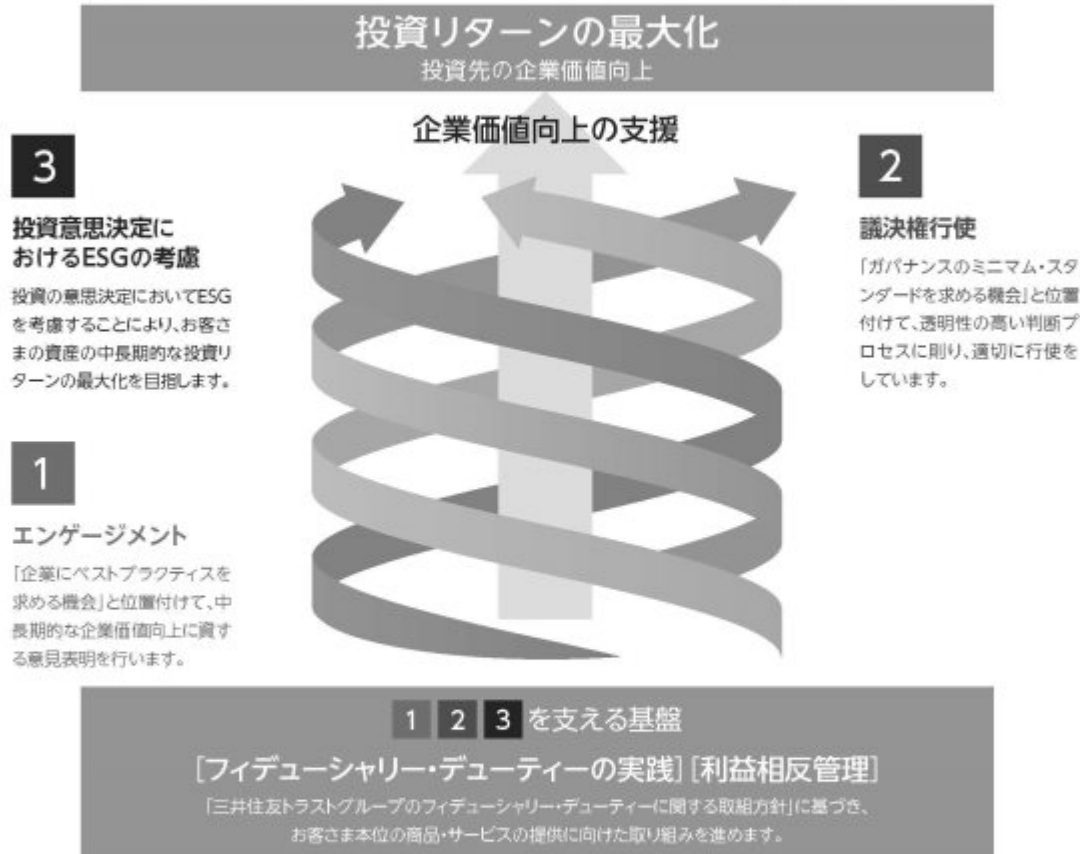 投資リターンの最大化
投資先の企業価値向上
企業価値向上の支援
3
投資意思決定に
おけるESGの考慮
投資の意思決定においてESG
を考慮することにより、お客さ
まの資産の中長期的な投資リ
ターンの最大化を目指します。
2
議決権行使
「ガバナンスのミニマム・スタ
ンダードを求める機会」と位置
付けて、透明性の高い判断プ
ロセスに則り、適切に行使を
しています。
1
エンゲージメント
「企業にベストプラクティスを
求める機会」と位置付けて、中
長期的な企業価値向上に資す
る意見表明を行います。
1 2 3 を支える基盤
[フィデューシャリー・デューティーの実践] [利益相反管理]
「三井住友トラストグループのフィデューシャリー・デューティーに関する取組方針」に基づき、
お客さま本位の商品・サービスの提供に向けた取り組みを進めます。